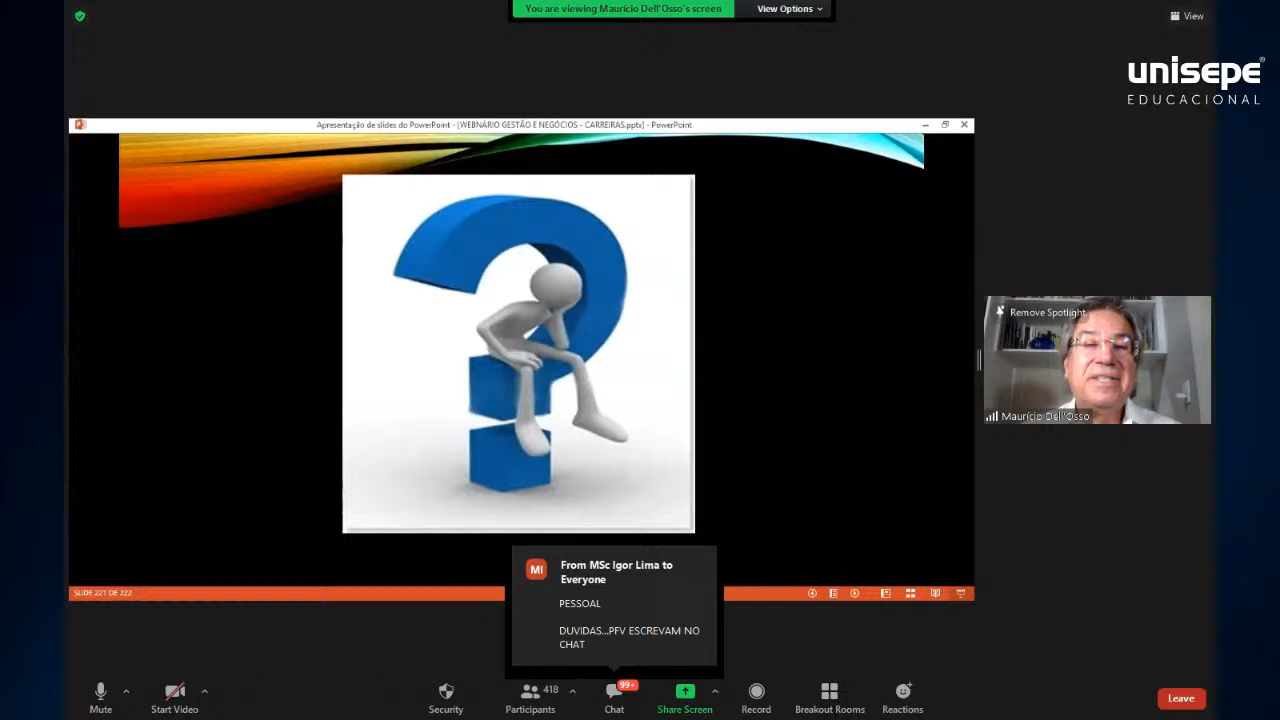 You are viewing Maurício Dell'Osso's screen
View Options
View
unisepe
EDUCACIONAL
Apresentação de slides do PowerPoint - [WEBNÁRIO GESTÃO E NEGÓCIOS - CARREIRAS.pptx] - PowerPoint
Remove Spotlight
Maurício Dell'Osso
MI
From MSc Igor Lima to
Everyone
PESSOAL
DUVIDAS...PFV ESCREVAM NO
CHAT
SLIDE 221 DE 222
Mute
Start Video
Security
418
Participants
99+
Chat
Share Screen
Record
Breakout Rooms
Reactions
Leave